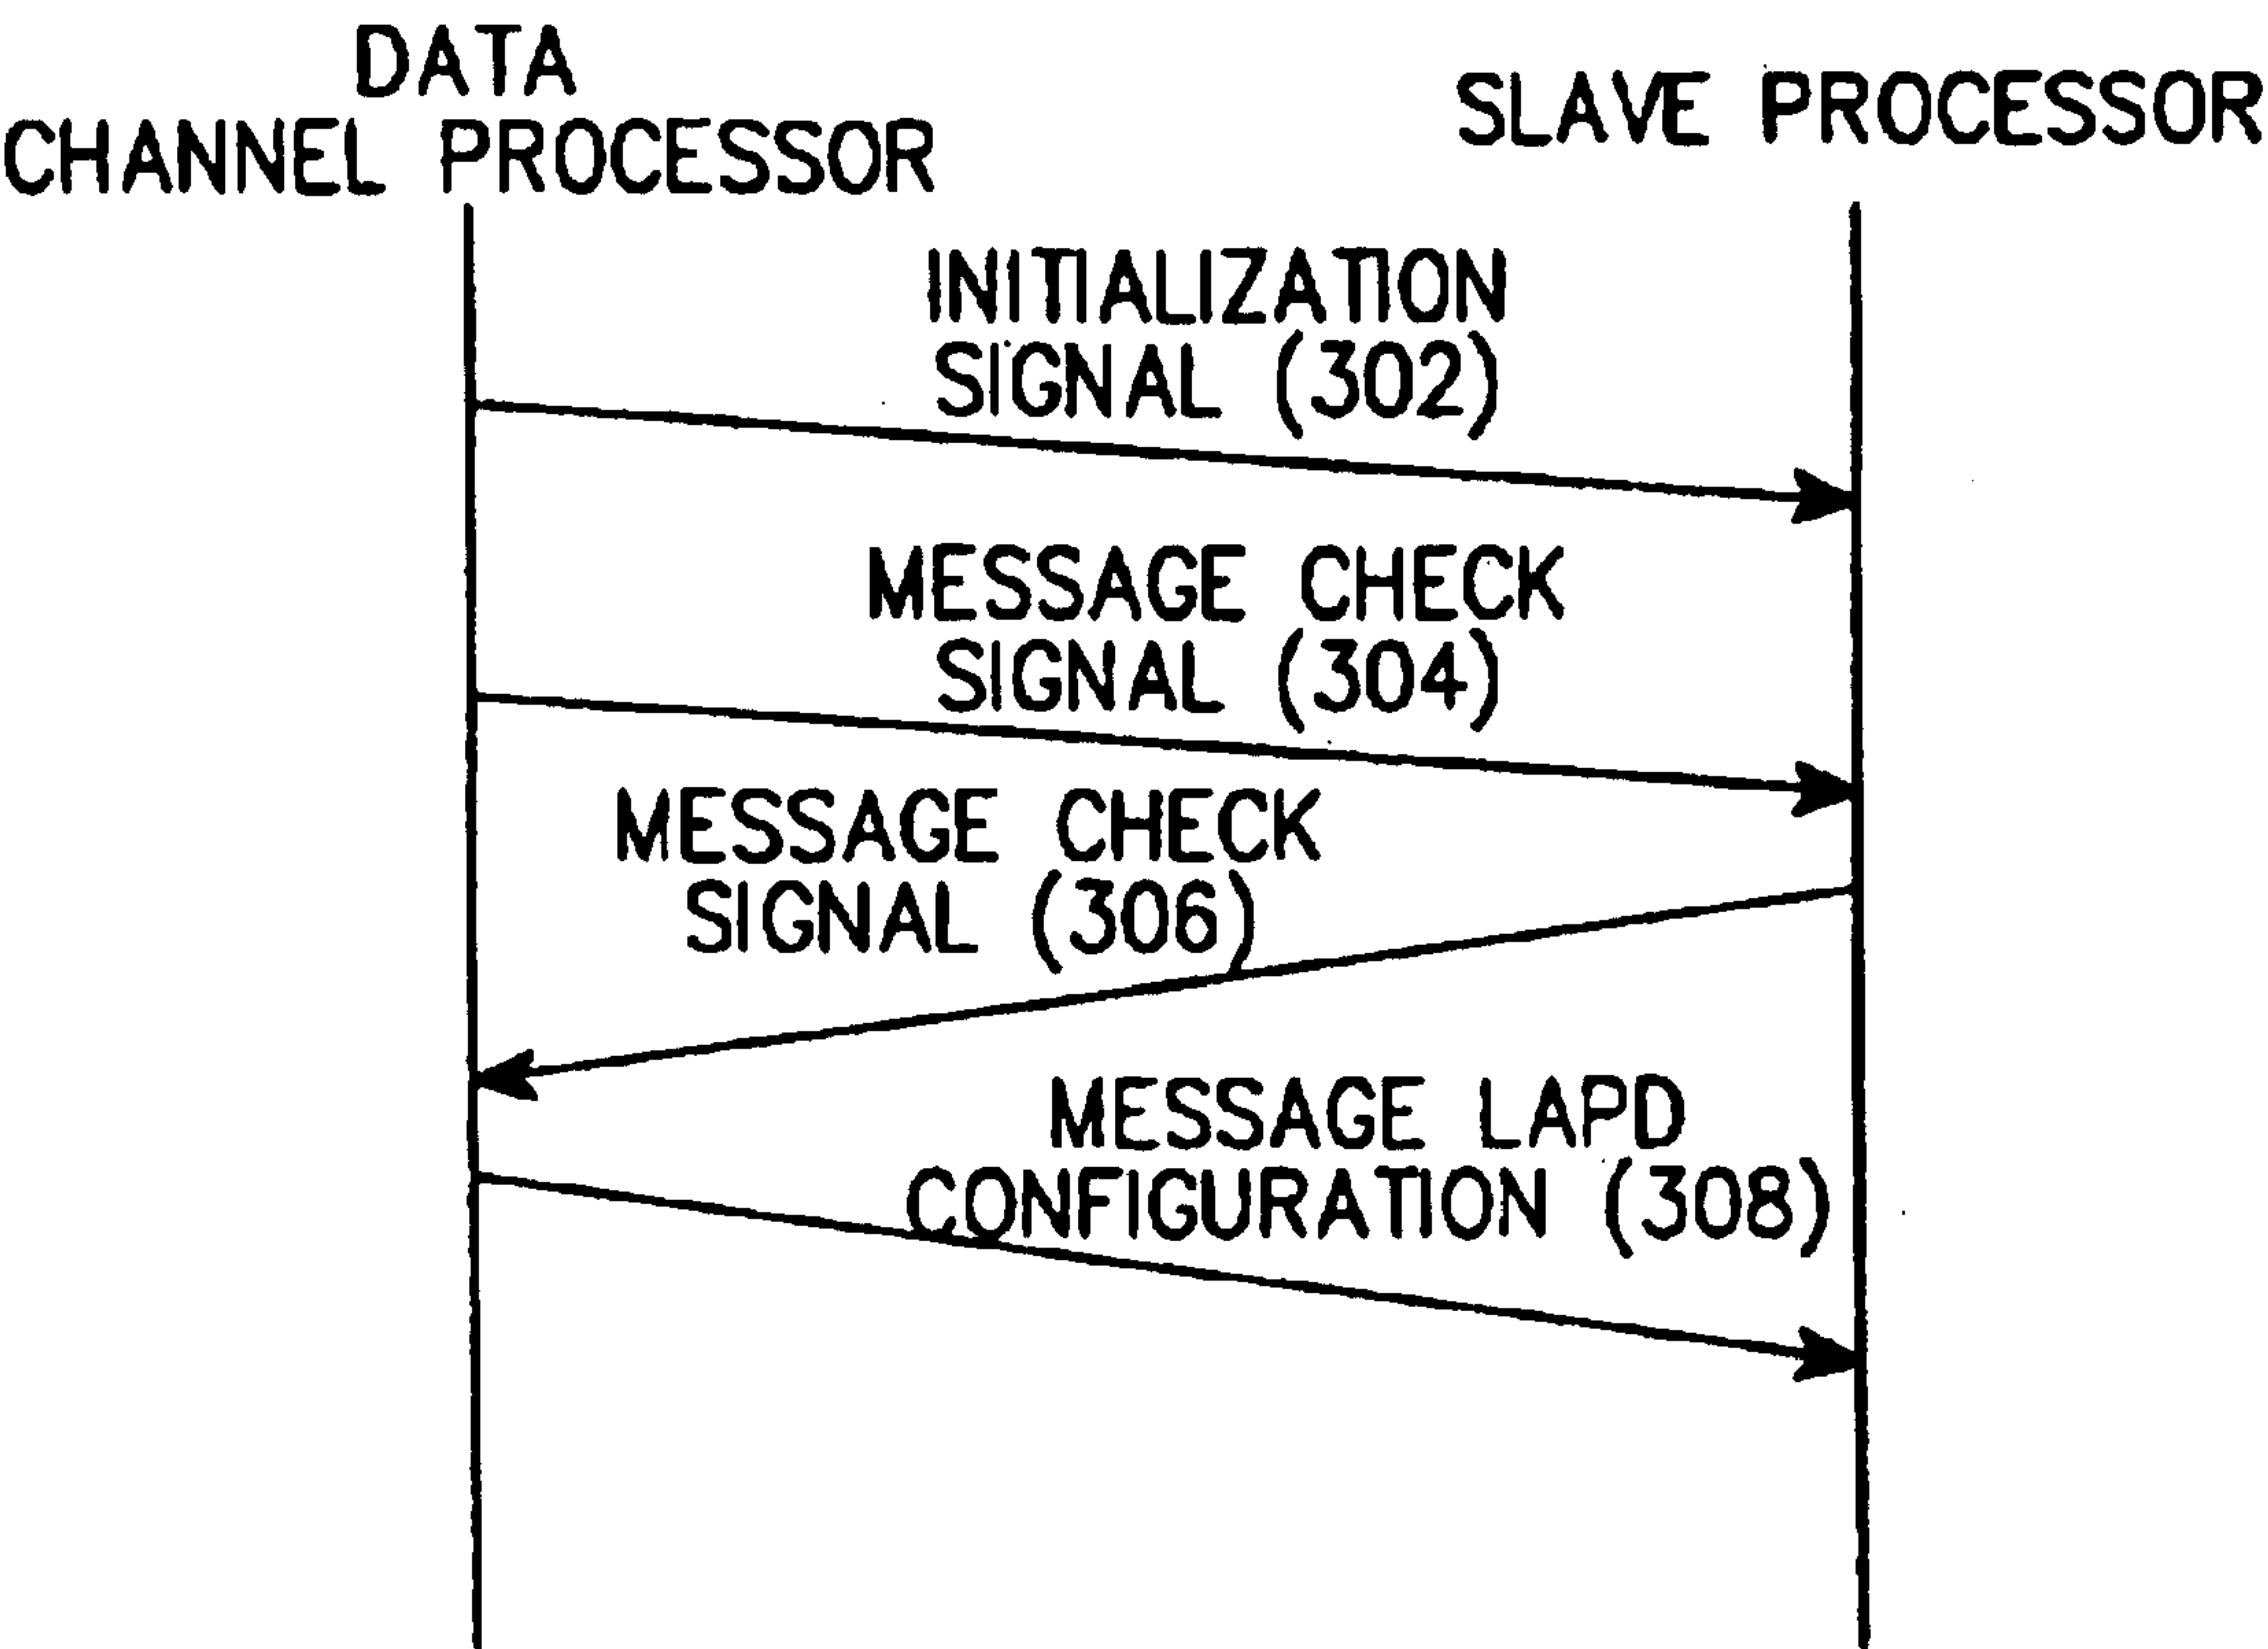 DATA
CHANNEL PROCESSOR
SLAVE PROCESSOR
INITIALIZATION
SIGNAL (302)
MESSAGE CHECK
SIGNAL (304)
MESSAGE CHECK
SIGNAL (306)
MESSAGE LAPD
CONFIGURATION (308)